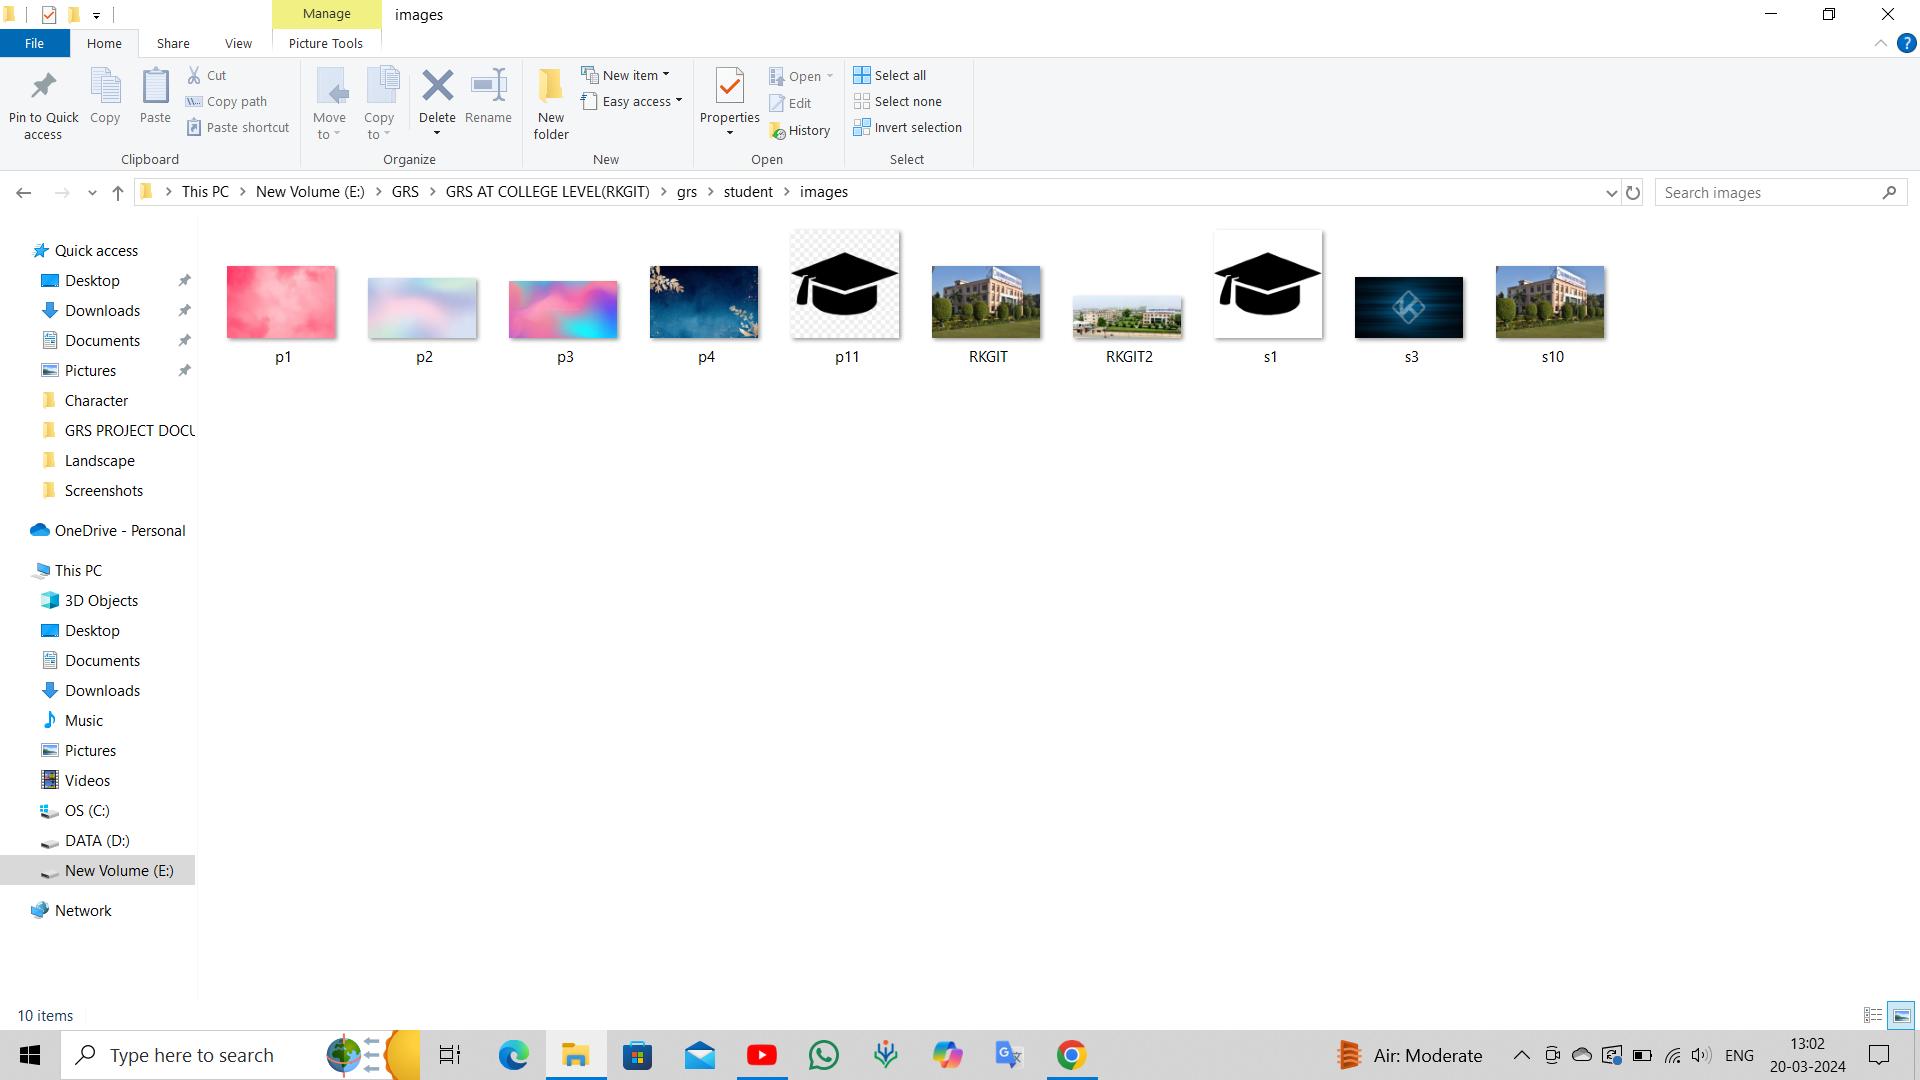 Manage
images
File
Home
Share
View
Picture Tools
Pin to Quick access
Copy
Paste
Cut
Copy path
Paste shortcut
Clipboard
Move to
Copy to
Delete
Rename
Organize
New folder
New item
Easy access
New
Properties
Open
Edit
History
Open
Select all
Select none
Invert selection
Select
This PC
New Volume (E:)
GRS
GRS AT COLLEGE LEVEL(RKGIT)
grs
student
images
Search images
Quick access
Desktop
Downloads
Documents
Pictures
Character
GRS PROJECT DOCU
Landscape
Screenshots
OneDrive - Personal
This PC
3D Objects
Desktop
Documents
Downloads
Music
Pictures
Videos
OS (C:)
DATA (D:)
New Volume (E:)
Network
p1
p2
p3
p4
p11
RKGIT
RKGIT2
s1
s3
s10
10 items
Type here to search
Air: Moderate
ENG
13:02
20-03-2024